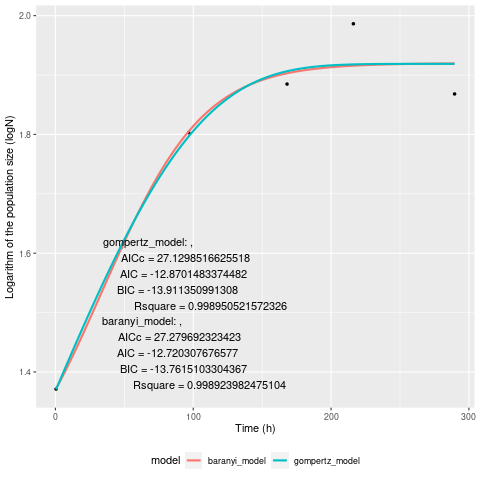 2.0
1.8
1.6
1.4
Logarithm of the population size (logN)
gompertz_model: ,
AICc = 27.1298516625518
AIC = -12.8701483374482
BIC = -13.911350991308
Rsquare = 0.998950521572326
baranyi_model: ,
AICc = 27.279692323423
AIC = -12.720307676577
BIC = -13.7615103304367
Rsquare = 0.998923982475104
0 100 200 300
Time (h)
model baranyi_model gompertz_model